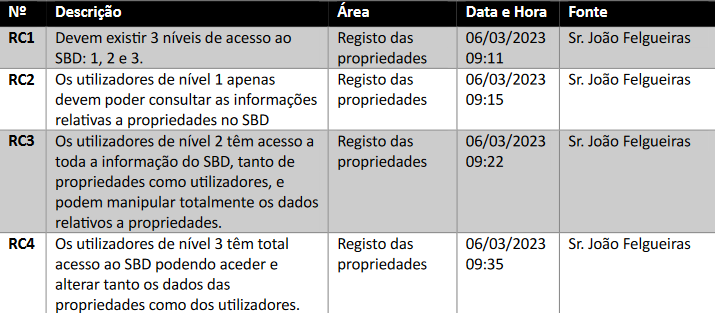 Nº Descrição Área Data e Hora Fonte
RC1 Devem existir 3 níveis de acesso ao Registo das 06/03/2023 Sr. João Felgueiras
SBD: 1, 2 e 3. propriedades 09:11
RC2 Os utilizadores de nível 1 apenas Registo das 06/03/2023 Sr. João Felgueiras
devem poder consultar as informações propriedades 09:15
relativas a propriedades no SBD
RC3 Os utilizadores de nível 2 têm acesso a Registo das 06/03/2023 Sr. João Felgueiras
toda a informação do SBD, tanto de propriedades 09:22
propriedades como utilizadores, e
podem manipular totalmente os dados
relativos a propriedades.
RC4 Os utilizadores de nível 3 têm total Registo das 06/03/2023 Sr. João Felgueiras
acesso ao SBD podendo aceder e propriedades 09:35
alterar tanto os dados das
propriedades como dos utilizadores.